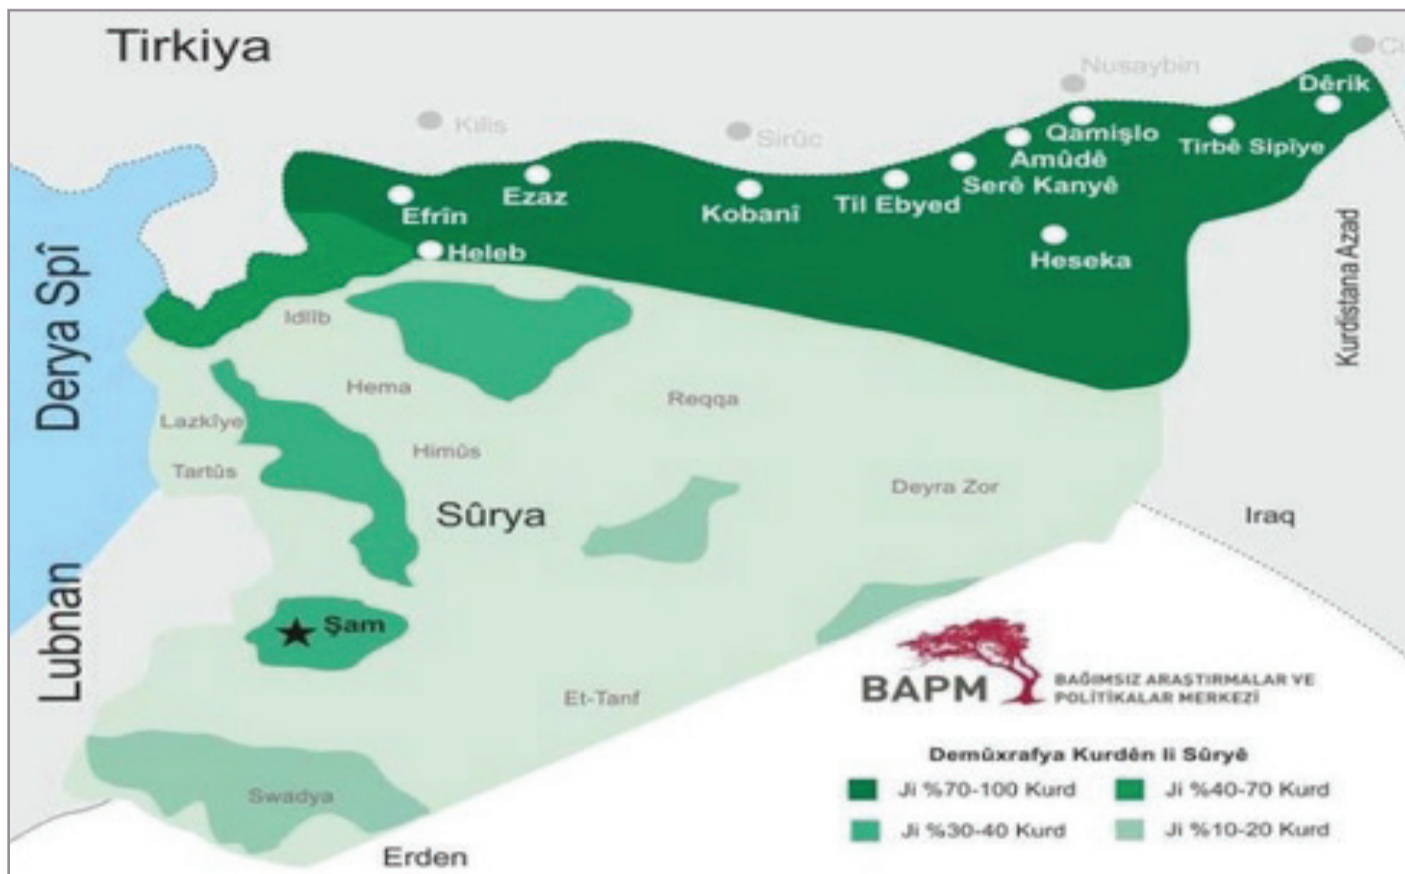 Tirkiya
Ci
Nusaybin
Dêrik
Kilis
Sirûc
Qamişlo
Tirbê Sipîye
Amûdê
Serê Kanyê
Ezaz
Efrîn
Kobanî
Til Ebyed
Heleb
Heseka
Derya Spî
Kurdistana Azad
Idlîb
Hema
Reqqa
Lazkîye
Himûs
Tartûs
Deyra Zor
Sûrya
Iraq
Lubnan
Şam
Et-Tanf
BAPM
BAĞIMSIZ ARAŞTIRMALAR VE
POLİTİKALAR MERKEZİ
Demûxrafya Kurdên li Sûryê
Ji %70-100 Kurd
Ji %40-70 Kurd
Ji %30-40 Kurd
Ji %10-20 Kurd
Swadya
Erden